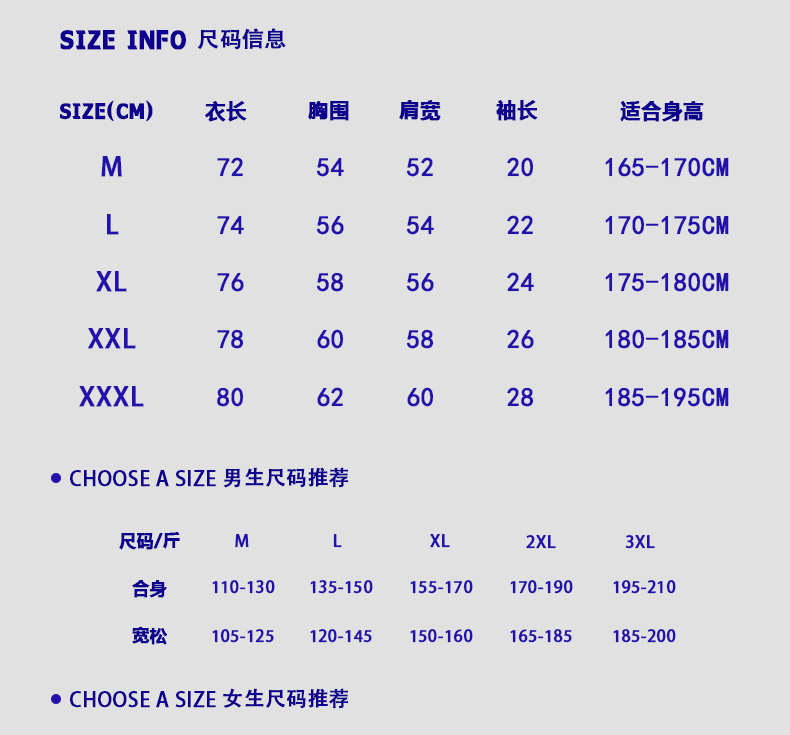 SIZE INFO 尺码信息
SIZE(CM) 衣长 胸围 肩宽 袖长 适合身高
M 72 54 52 20 165-170CM
L 74 56 54 22 170-175CM
XL 76 58 56 24 175-180CM
XXL 78 60 58 26 180-185CM
XXXL 80 62 60 28 185-195CM
● CHOOSE A SIZE 男生尺码推荐
尺码/斤 M L XL 2XL 3XL
合身 110-130 135-150 155-170 170-190 195-210
宽松 105-125 120-145 150-160 165-185 185-200
● CHOOSE A SIZE 女生尺码推荐